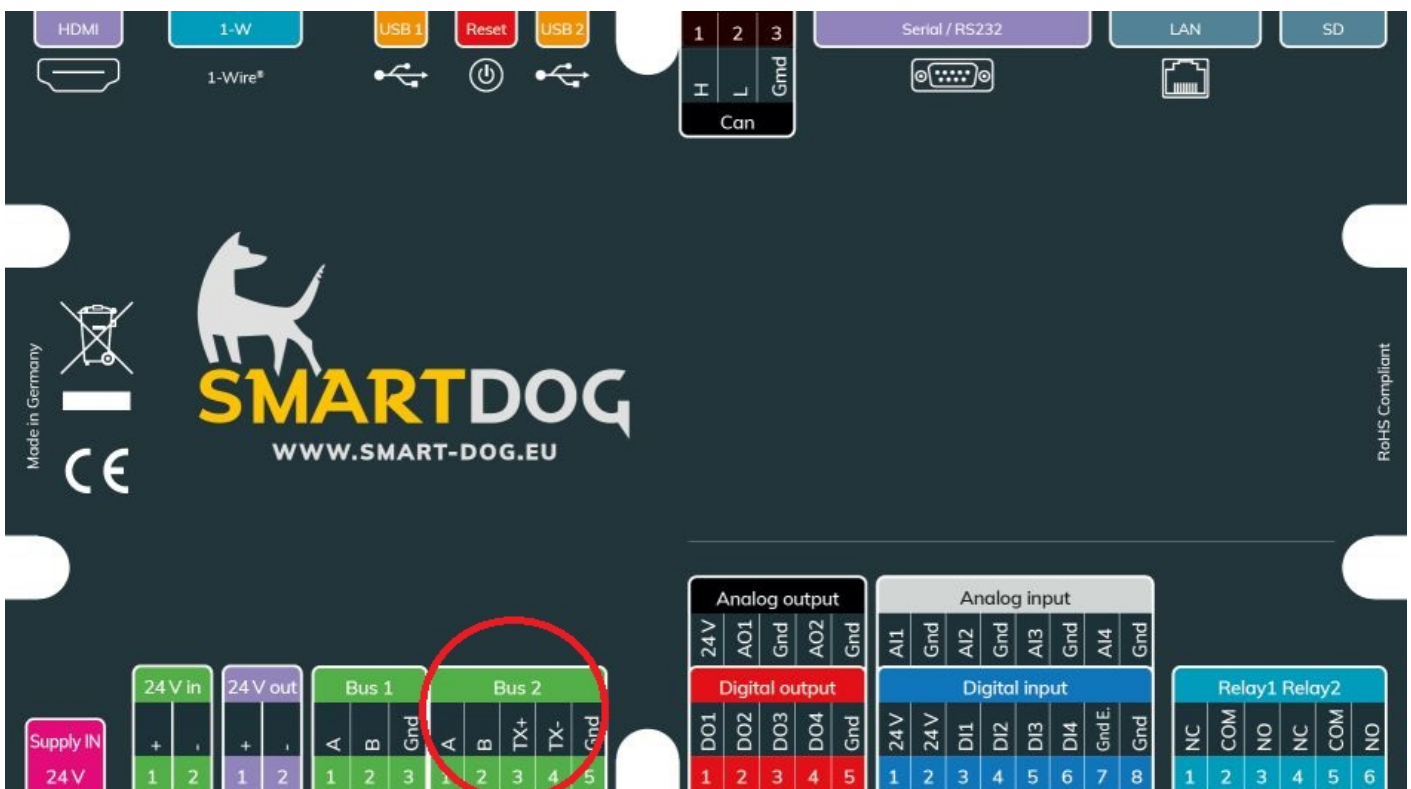 HDMI
1-W
USB 1
Reset
USB 2
1 2 3
Serial / RS232
LAN
SD
1-Wire®
H L Gmd
Can
Made in Germany
CE
SMARTDOG
WWW.SMART-DOG.EU
RoHS Compliant
Analog output
24 V AO1 Gnd AO2 Gnd
Analog input
AI1 Gnd AI2 Gnd AI3 Gnd AI4 Gnd
Supply IN
24 V
24 V in
+ -
1 2
24 V out
+ -
1 2
Bus 1
A B Gnd
1 2 3
Bus 2
A B TX+ TX- Gnd
1 2 3 4 5
Digital output
DO1 DO2 DO3 DO4 Gnd
1 2 3 4 5
Digital input
24 V 24 V DI1 DI2 DI3 DI4 Gnd E. Gnd
1 2 3 4 5 6 7 8
Relay1 Relay2
NC COM NO NC COM NO
1 2 3 4 5 6